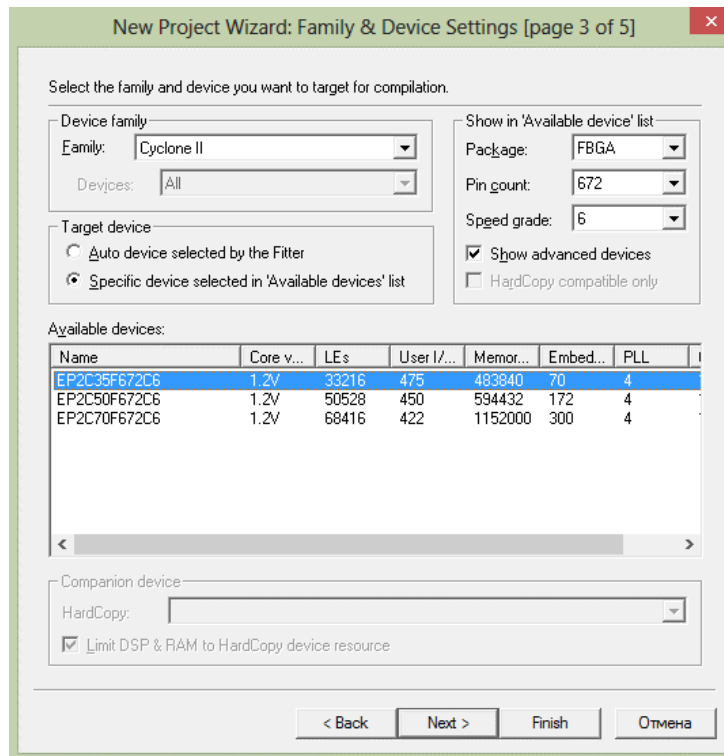 New Project Wizard: Family & Device Settings [page 3 of 5]
Select the family and device you want to target for compilation.
Device family
Family: Cyclone II
Devices: All
Show in 'Available device' list
Package: FBGA
Pin count: 672
Speed grade: 6
Show advanced devices
HardCopy compatible only
Target device
Auto device selected by the Fitter
Specific device selected in 'Available devices' list
Available devices:
Name Core v... LEs User I/... Memor... Embed... PLL
EP2C35F672C6 1.2V 33216 475 483840 70 4
EP2C50F672C6 1.2V 50528 450 594432 172 4
EP2C70F672C6 1.2V 68416 422 1152000 300 4
Companion device
HardCopy:
Limit DSP & RAM to HardCopy device resource
< Back Next > Finish Отмена